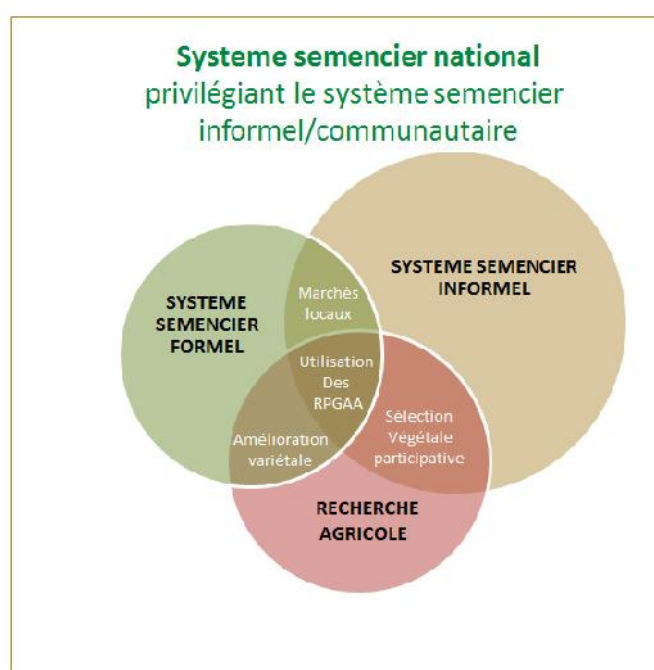 Systeme semencier national
privilégiant le système semencier
informel/communautaire
SYSTEME SEMENCIER
INFORMEL
SYSTEME
SEMENCIER
FORMEL
Marchés
locaux
Utilisation
Des
RPGAA
Sélection
Végétale
participative
Amélioration
variétale
RECHERCHE
AGRICOLE